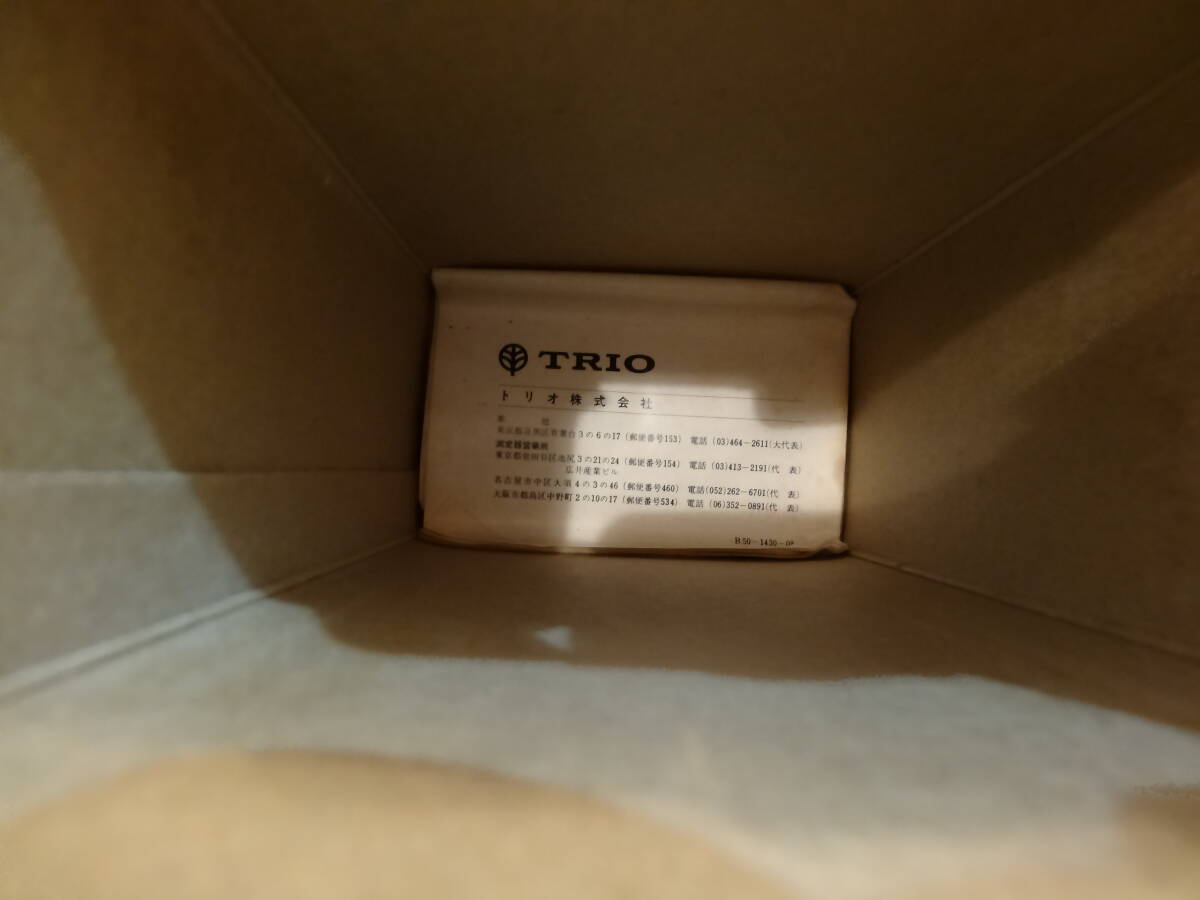 TRIO
トリオ株式会社
本社
東京都目黒区青葉台3の6の17(郵便番号153) 電話 (03)464-2611(大代表)
測定器営業所
東京都世田谷区池尻3の21の24(郵便番号154) 電話 (03)413-2191(代 表)
広井産業ビル
名古屋市中区大須4の3の46(郵便番号460) 電話(052)262-6701(代 表)
大阪市都島区中野町2の10の17(郵便番号534) 電話 (06)352-0891(代 表)
B50-1430-08